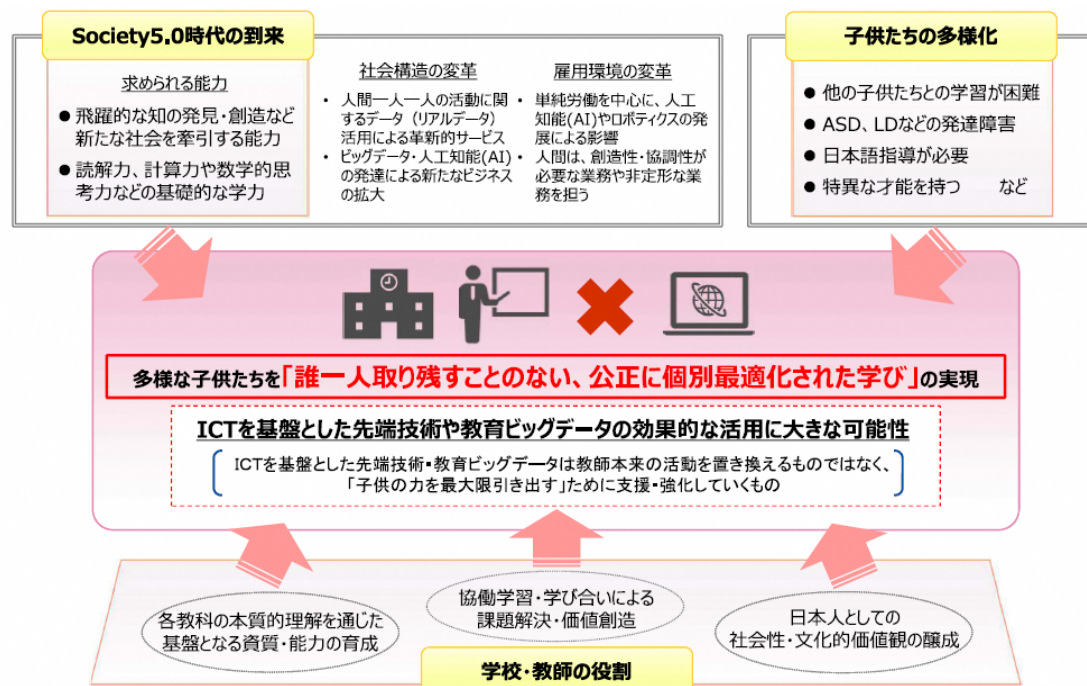 Society5.0時代の到来
求められる能力
● 飛躍的な知の発見・創造など
新たな社会を牽引する能力
● 読解力、計算力や数学的思
考力などの基礎的な学力
社会構造の変革
・ 人間一人一人の活動に関
するデータ（リアルデータ）
活用による革新的サービス
・ ビッグデータ・人工知能(AI)
の発達による新たなビジネス
の拡大
雇用環境の変革
・ 単純労働を中心に、人工
知能(AI)やロボティクスの発
展による影響
・ 人間は、創造性・協調性が
必要な業務や非定形な業
務を担う
子供たちの多様化
● 他の子供たちとの学習が困難
● ASD、LDなどの発達障害
● 日本語指導が必要
● 特異な才能を持つ　　など
多様な子供たちを「誰一人取り残すことのない、公正に個別最適化された学び」の実現
ICTを基盤とした先端技術や教育ビッグデータの効果的な活用に大きな可能性
ICTを基盤とした先端技術・教育ビッグデータは教師本来の活動を置き換えるものではなく、
「子供の力を最大限引き出す」ために支援・強化していくもの
各教科の本質的理解を通じた
基盤となる資質・能力の育成
協働学習・学び合いによる
課題解決・価値創造
日本人としての
社会性・文化的価値観の醸成
学校・教師の役割